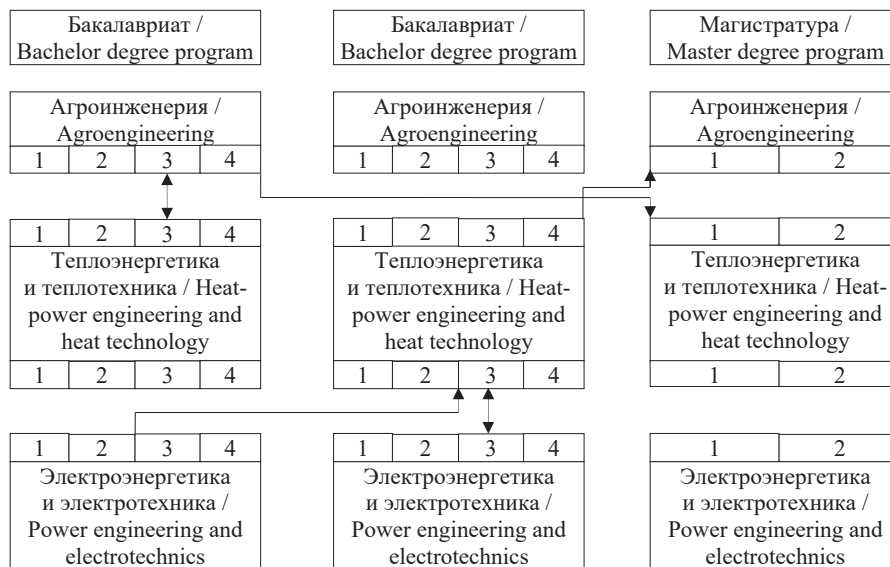 Бакалавриат /
Bachelor degree program
Бакалавриат /
Bachelor degree program
Магистратура /
Master degree program
Агроинженерия /
Agroengineering
1 2 3 4
Агроинженерия /
Agroengineering
1 2 3 4
Агроинженерия /
Agroengineering
1 2
1 2 3 4
Теплоэнергетика
и теплотехника / Heat-
power engineering and
heat technology
1 2 3 4
1 2 3 4
Теплоэнергетика
и теплотехника / Heat-
power engineering and
heat technology
1 2 3 4
1 2
Теплоэнергетика
и теплотехника / Heat-
power engineering and
heat technology
1 2
1 2 3 4
Электроэнергетика
и электротехника /
Power engineering and
electrotechnics
1 2 3 4
Электроэнергетика
и электротехника /
Power engineering and
electrotechnics
1 2
Электроэнергетика
и электротехника /
Power engineering and
electrotechnics